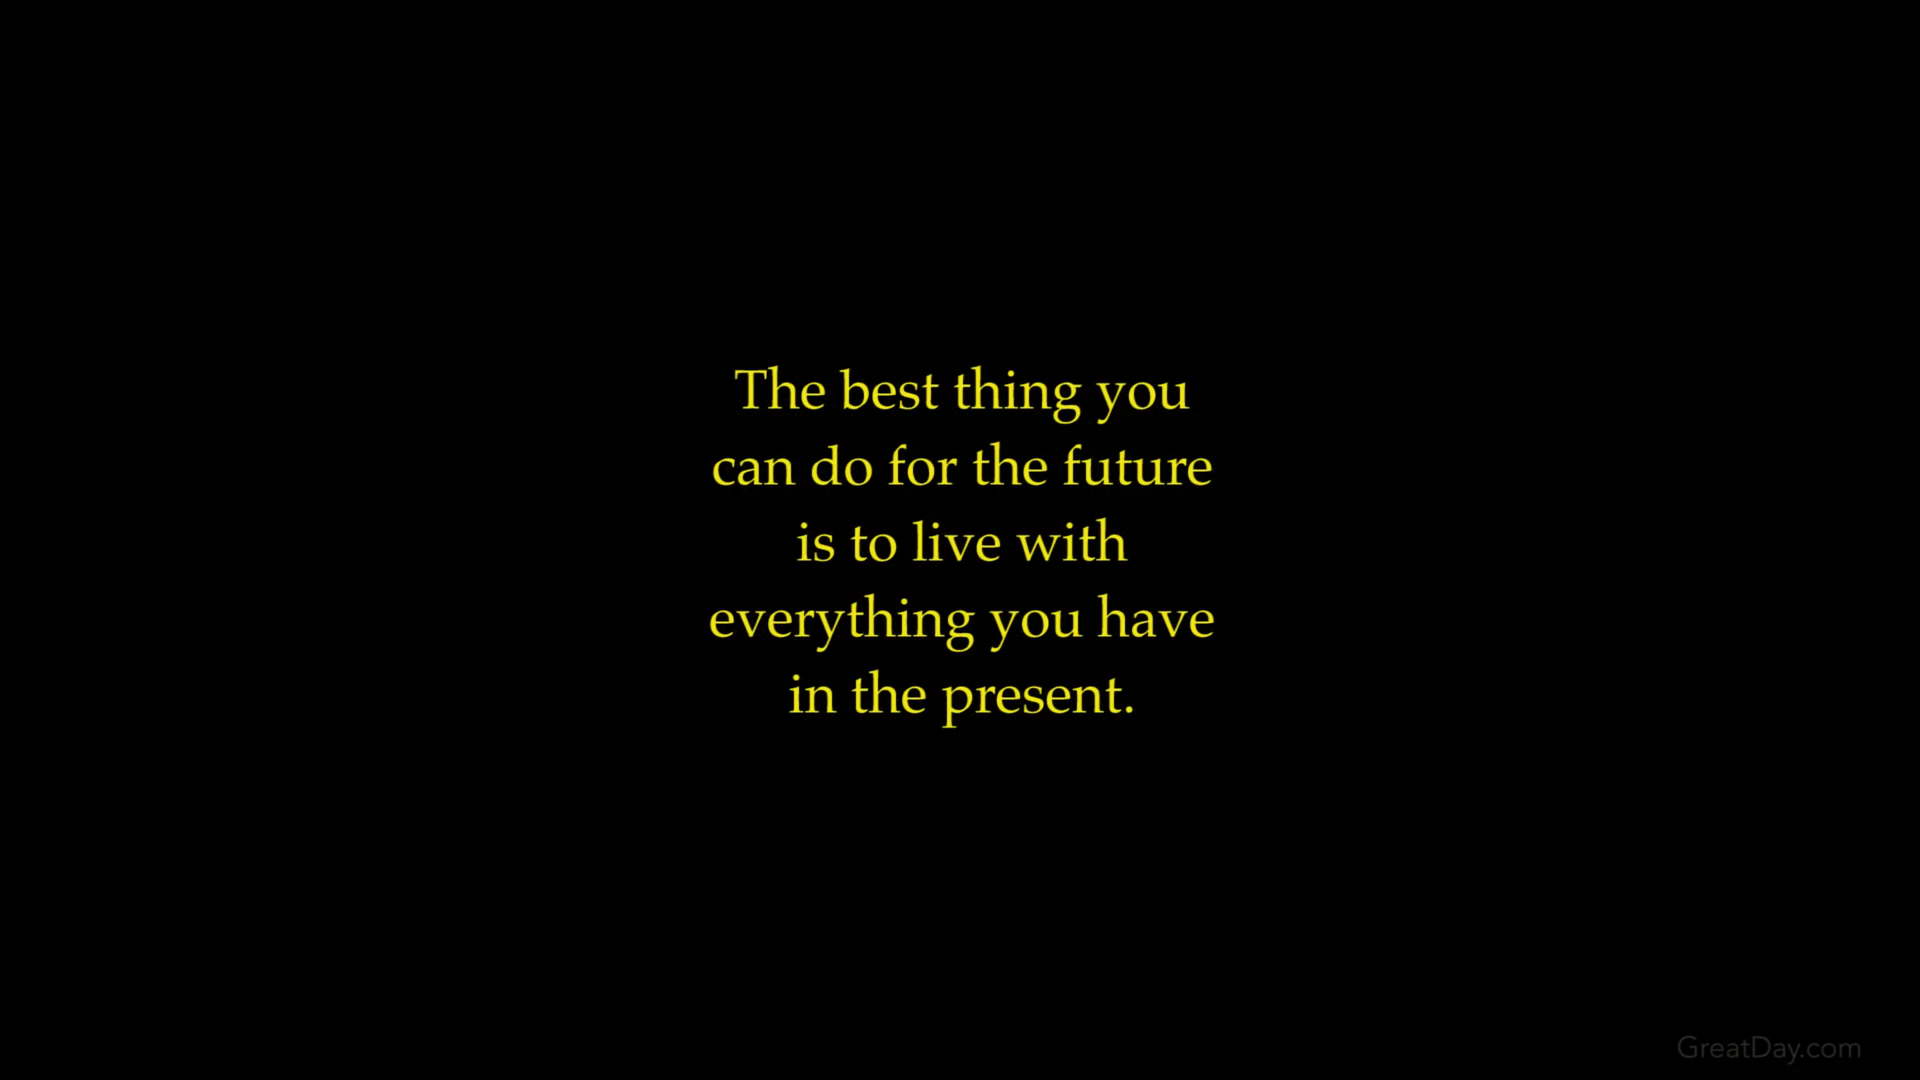 The best thing you
can do for the future
is to live with
everything you have
in the present.
GreatDay.com